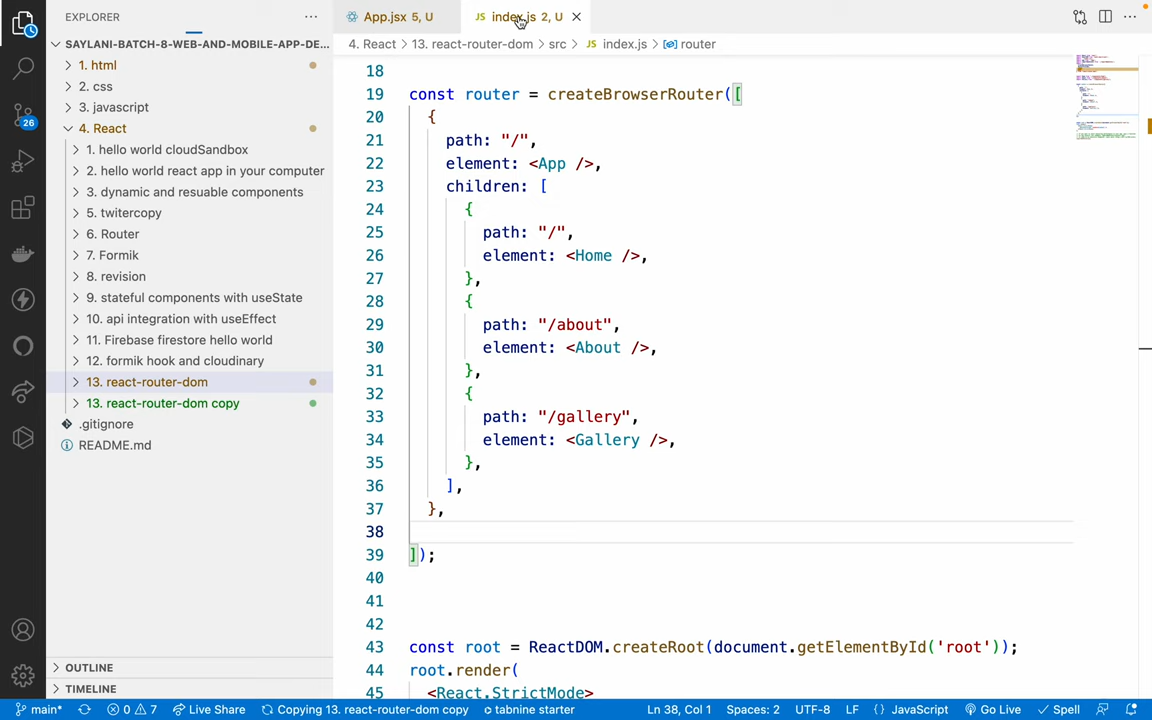 EXPLORER
App.jsx 5, U
JS index.js 2, U
SAYLANI-BATCH-8-WEB-AND-MOBILE-APP-DE...
4. React > 13. react-router-dom > src > JS index.js > router
1. html
2. css
3. javascript
4. React
1. hello world cloudSandbox
2. hello world react app in your computer
3. dynamic and resuable components
5. twitercopy
6. Router
7. Formik
8. revision
9. stateful components with useState
10. api integration with useEffect
11. Firebase firestore hello world
12. formik hook and cloudinary
13. react-router-dom
13. react-router-dom copy
.gitignore
README.md
26
OUTLINE
TIMELINE
18
19 const router = createBrowserRouter([
20 {
21 path: "/",
22 element: <App />,
23 children: [
24 {
25 path: "/",
26 element: <Home />,
27 },
28 {
29 path: "/about",
30 element: <About />,
31 },
32 {
33 path: "/gallery",
34 element: <Gallery />,
35 },
36 ],
37 },
38
39 ]);
40
41
42
43 const root = ReactDOM.createRoot(document.getElementById('root'));
44 root.render(
45 <React.StrictMode>
main* 0 7 Live Share Copying 13. react-router-dom copy tabnine starter Ln 38, Col 1 Spaces: 2 UTF-8 LF {} JavaScript Go Live Spell